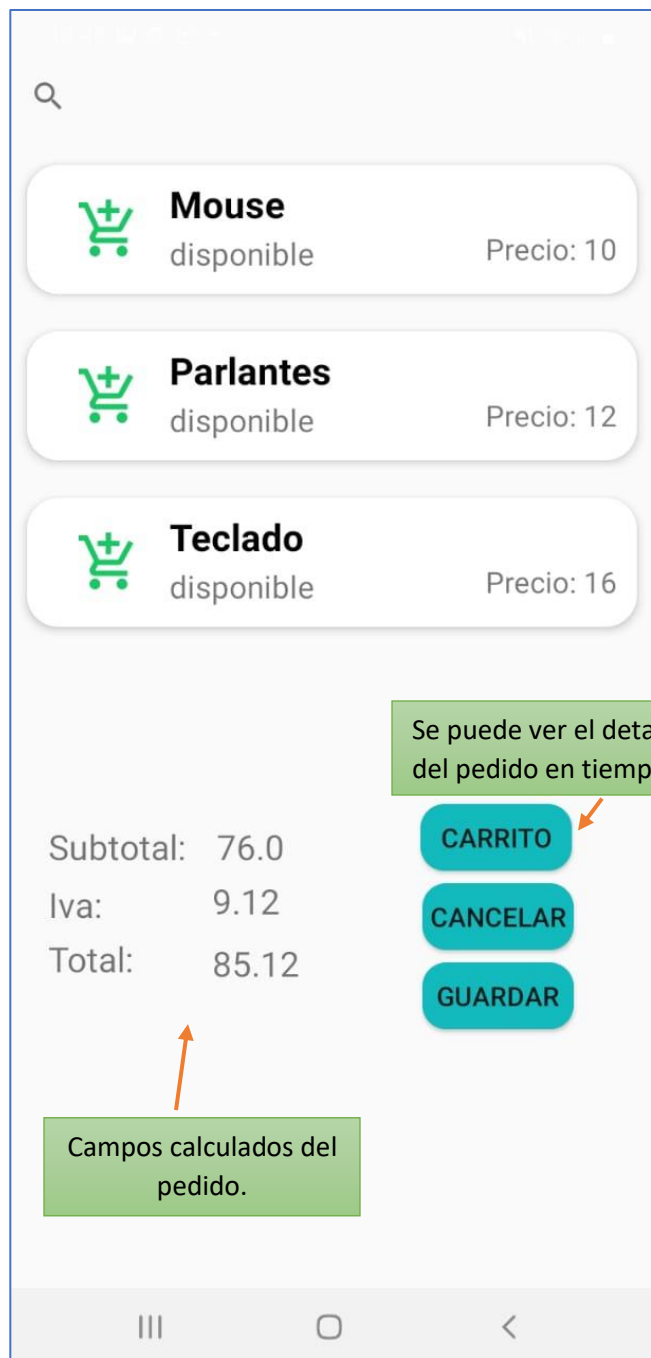 Mouse
disponible
Precio: 10
Parlantes
disponible
Precio: 12
Teclado
disponible
Precio: 16
Se puede ver el deta
del pedido en tiemp
Subtotal: 76.0
Iva: 9.12
Total: 85.12
CARRITO
CANCELAR
GUARDAR
Campos calculados del
pedido.